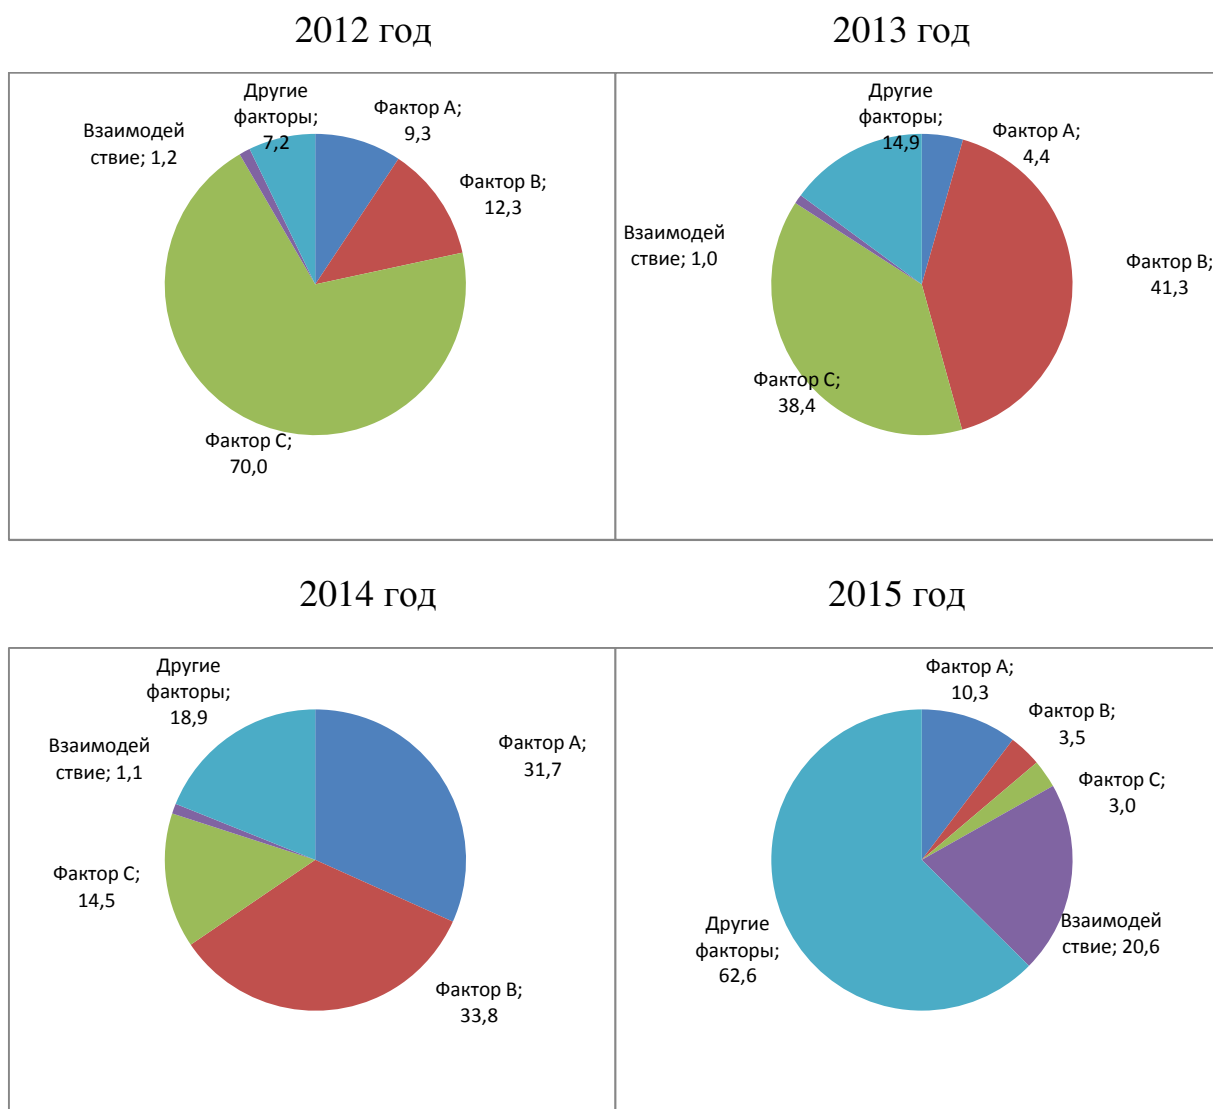 2012 год
2013 год
Другие
факторы;
7,2
Фактор А;
9,3
Взаимодей
ствие; 1,2
Фактор В;
12,3
Фактор С;
70,0
Другие
факторы;
14,9
Фактор А;
4,4
Взаимодей
ствие; 1,0
Фактор В;
41,3
Фактор С;
38,4
2014 год
2015 год
Другие
факторы;
18,9
Взаимодей
ствие; 1,1
Фактор А;
31,7
Фактор С;
14,5
Фактор В;
33,8
Фактор А;
10,3
Фактор В;
3,5
Фактор С;
3,0
Другие
факторы;
62,6
Взаимодей
ствие; 20,6